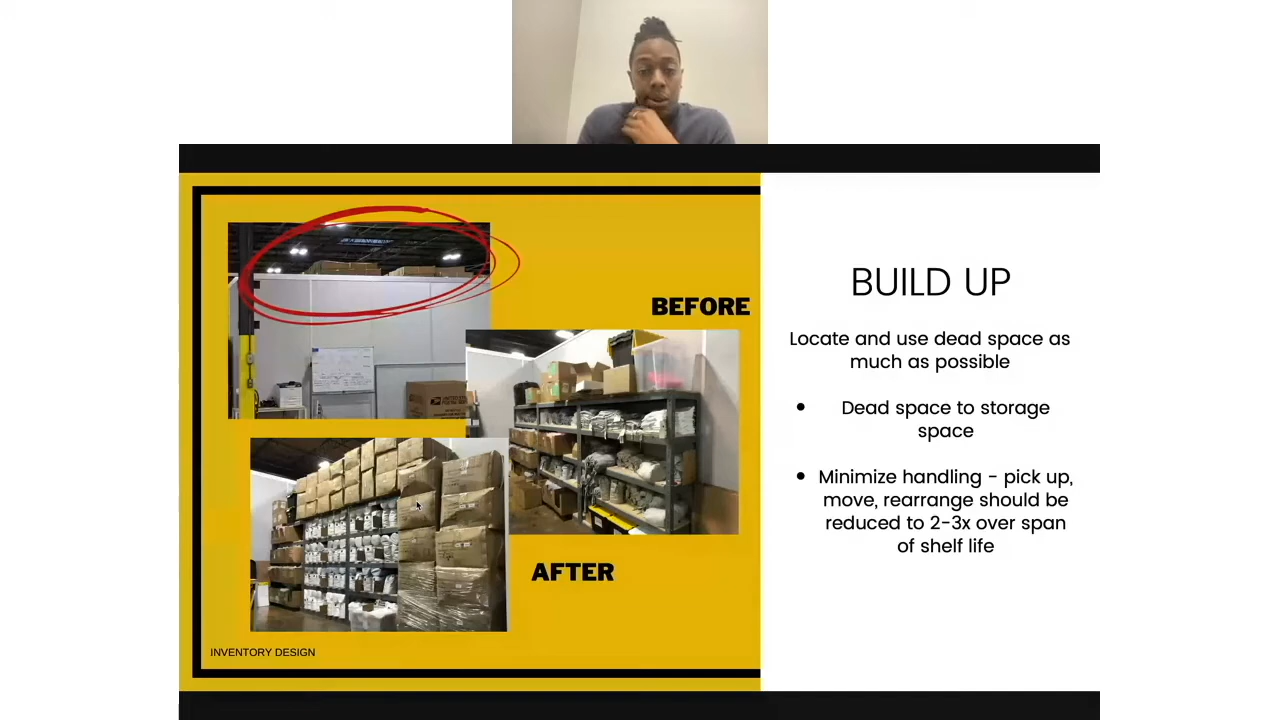 BEFORE
AFTER
INVENTORY DESIGN
BUILD UP
Locate and use dead space as
much as possible
• Dead space to storage
space
• Minimize handling - pick up,
move, rearrange should be
reduced to 2-3x over span
of shelf life